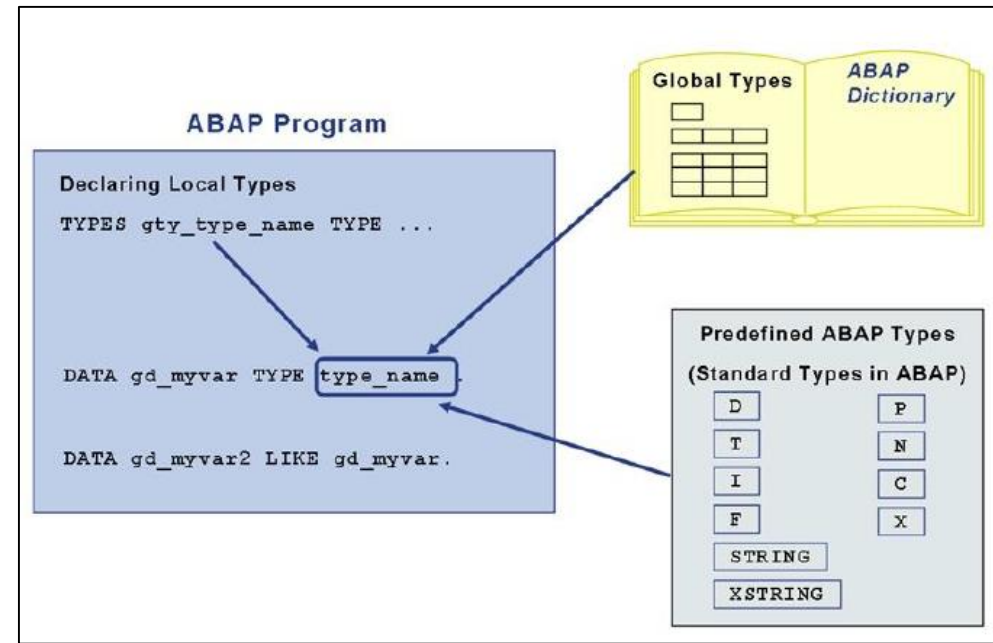 ABAP Program
Declaring Local Types
TYPES gty_type_name TYPE ...
DATA gd_myvar TYPE type_name .
DATA gd_myvar2 LIKE gd_myvar.
Global Types
ABAP
Dictionary
Predefined ABAP Types
(Standard Types in ABAP)
D P
T N
I C
F X
STRING
XSTRING